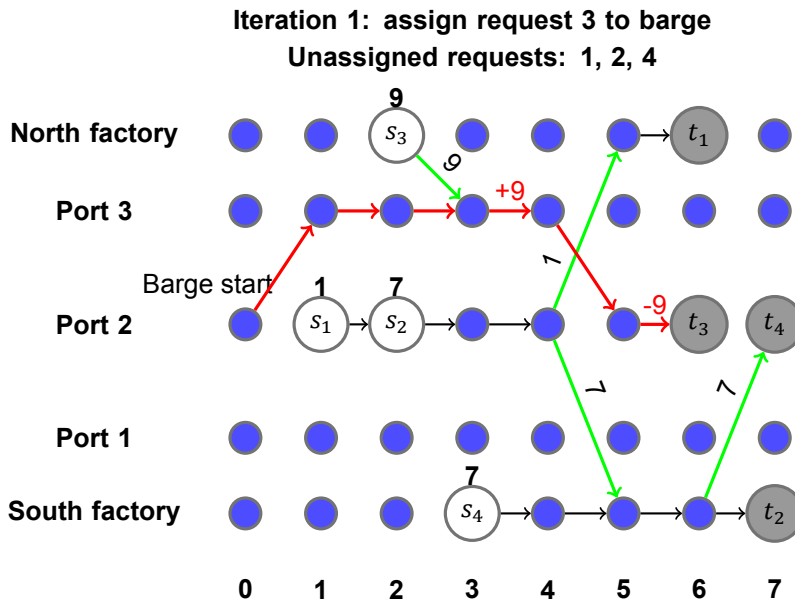 Iteration 1: assign request 3 to barge
Unassigned requests: 1, 2, 4
9
North factory s3 t1
9
Port 3 +9
Barge start
1 7 1 -9
Port 2 s1 s2 t3 t4
7 7
Port 1
7
South factory s4 t2
0 1 2 3 4 5 6 7